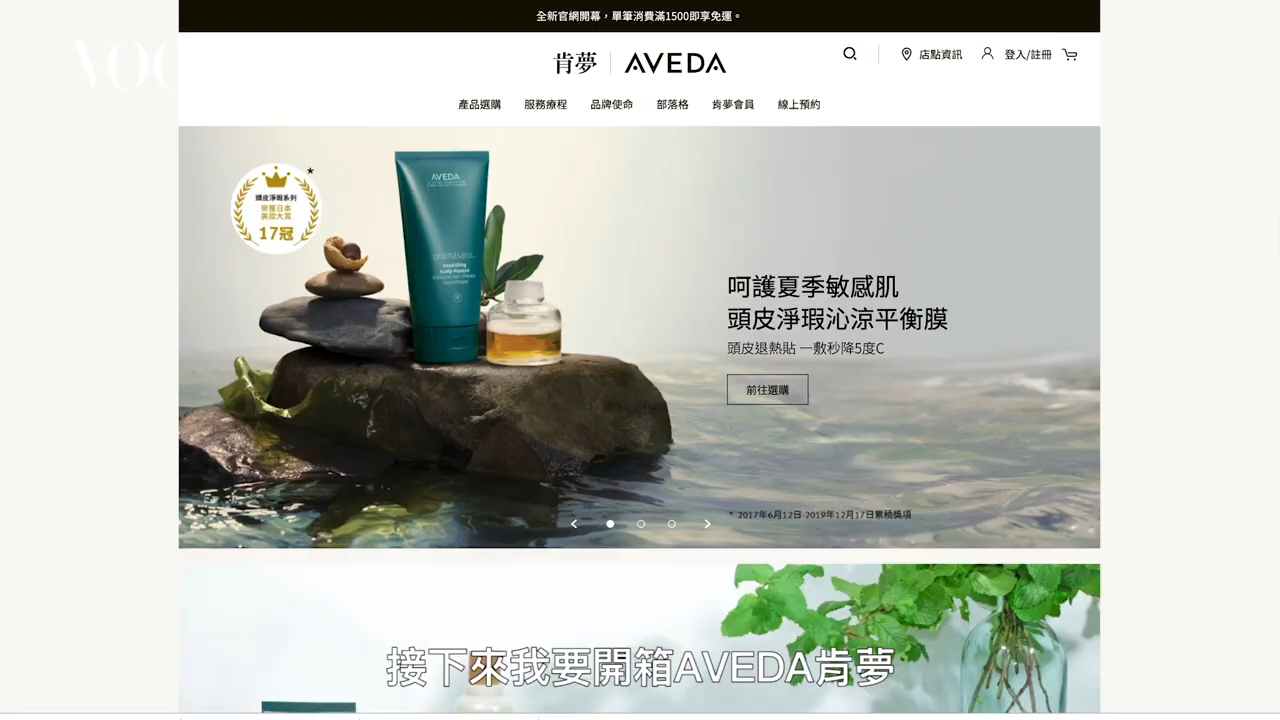 全新官網開幕，單筆消費滿1500即享免運。
VOG
肯夢 AVEDA
店點資訊
登入/註冊
產品選購 服務療程 品牌使命 部落格 肯夢會員 線上預約
頭皮淨瑕系列
榮獲日本
美妝大賞
17冠
*
AVEDA
pramasana
nourishing
scalp masque
呵護夏季敏感肌
頭皮淨瑕沁涼平衡膜
頭皮退熱貼 一敷秒降5度C
前往選購
* 2017年6月12日-2019年12月17日累積獎項
接下來我要開箱AVEDA肯夢